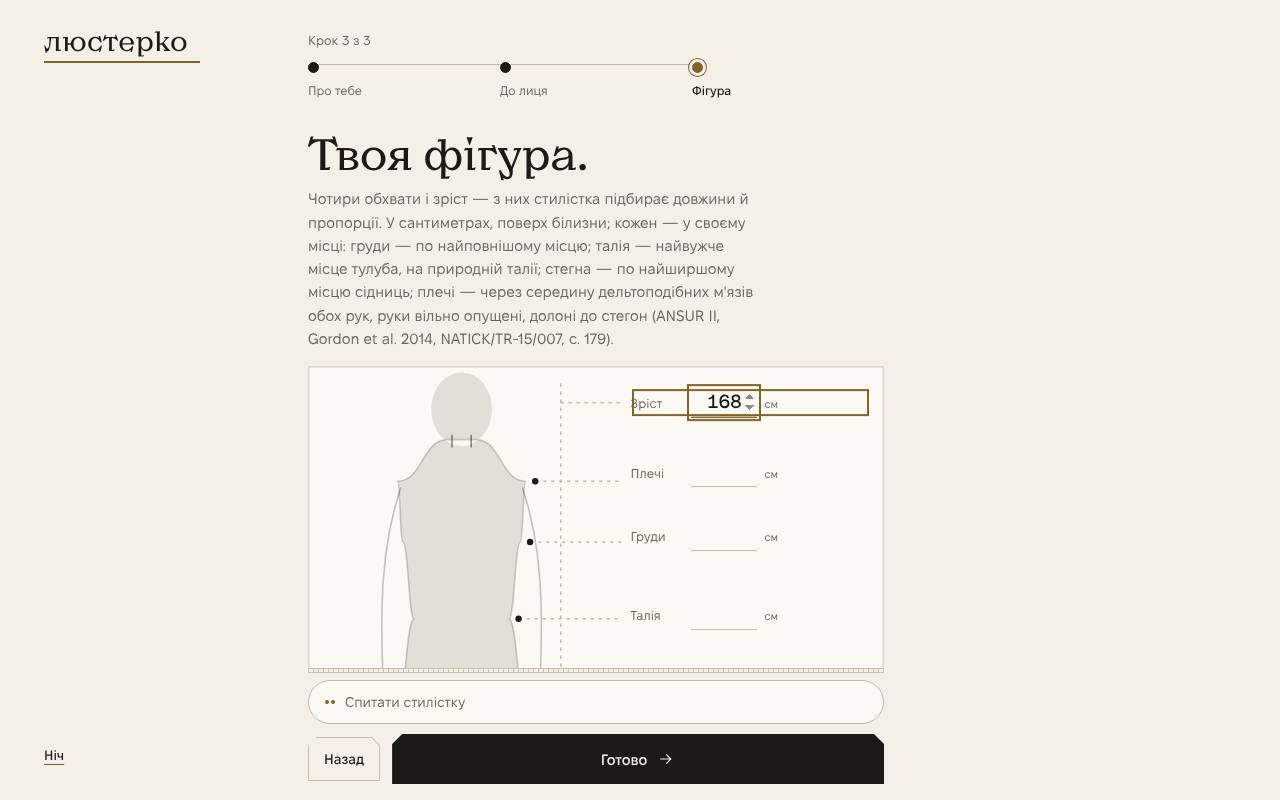 люстерко
Крок 3 з 3
Про тебе
До лиця
Фігура
Твоя фігура.
Чотири обхвати і зріст — з них стилістка підбирає довжини й
пропорції. У сантиметрах, поверх білизни; кожен — у своєму
місці: груди — по найповнішому місцю; талія — найвужче
місце тулуба, на природній талії; стегна — по найширшому
місцю сідниць; плечі — через середину дельтоподібних м'язів
обох рук, руки вільно опущені, долоні до стегон (ANSUR II,
Gordon et al. 2014, NATICK/TR-15/007, с. 179).
Зріст 168 см
Плечі см
Груди см
Талія см
Спитати стилістку
Ніч
Назад
Готово →